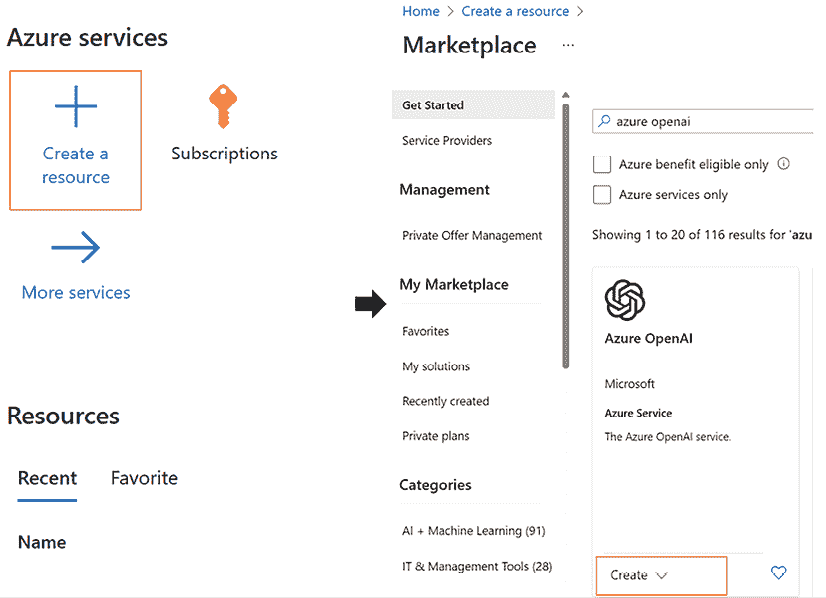 Azure services
Create a
resource
Subscriptions
More services
Resources
Recent Favorite
Name
Home > Create a resource >
Marketplace ...
Get Started
Service Providers
Management
Private Offer Management
My Marketplace
Favorites
My solutions
Recently created
Private plans
Categories
AI + Machine Learning (91)
IT & Management Tools (28)
azure openai
Azure benefit eligible only
Azure services only
Showing 1 to 20 of 116 results for 'azu
Azure OpenAI
Microsoft
Azure Service
The Azure OpenAI service.
Create